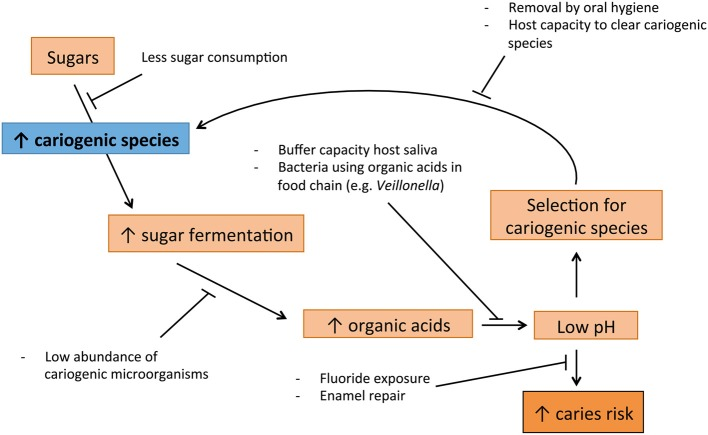 - Removal by oral hygiene
- Host capacity to clear cariogenic
species
Sugars
Less sugar consumption
↑ cariogenic species
- Buffer capacity host saliva
- Bacteria using organic acids in
food chain (e.g. Veillonella)
Selection for
cariogenic species
↑ sugar fermentation
↑ organic acids
Low pH
- Low abundance of
cariogenic microorganisms
- Fluoride exposure
- Enamel repair
↑ caries risk